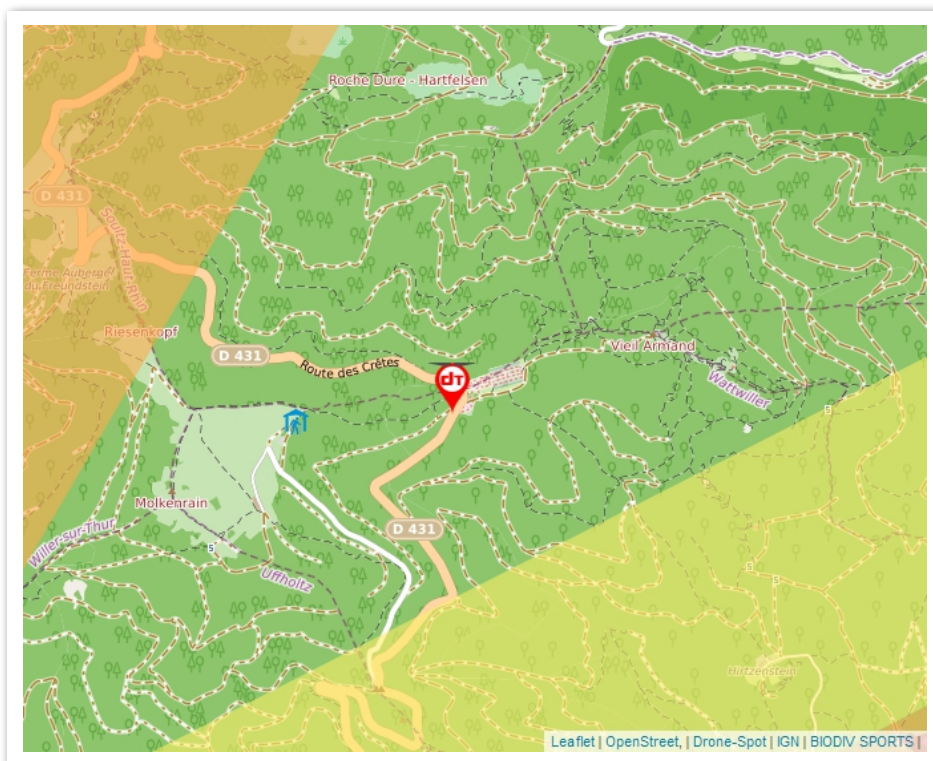 Roche Dure - Hartfelsen
D 431
Soultz-Haut-Rhin
Ferme Auberge
du Freundstein
Riesenkopf
D 431
Route des Crêtes
dT
Vieil Armand
Wattwiller
S
Molkenrain
D 431
Willer-sur-Thur
S
Uffholtz
S
S
Hirtzenstein
Leaflet | OpenStreet, | Drone-Spot | IGN | BIODIV SPORTS |